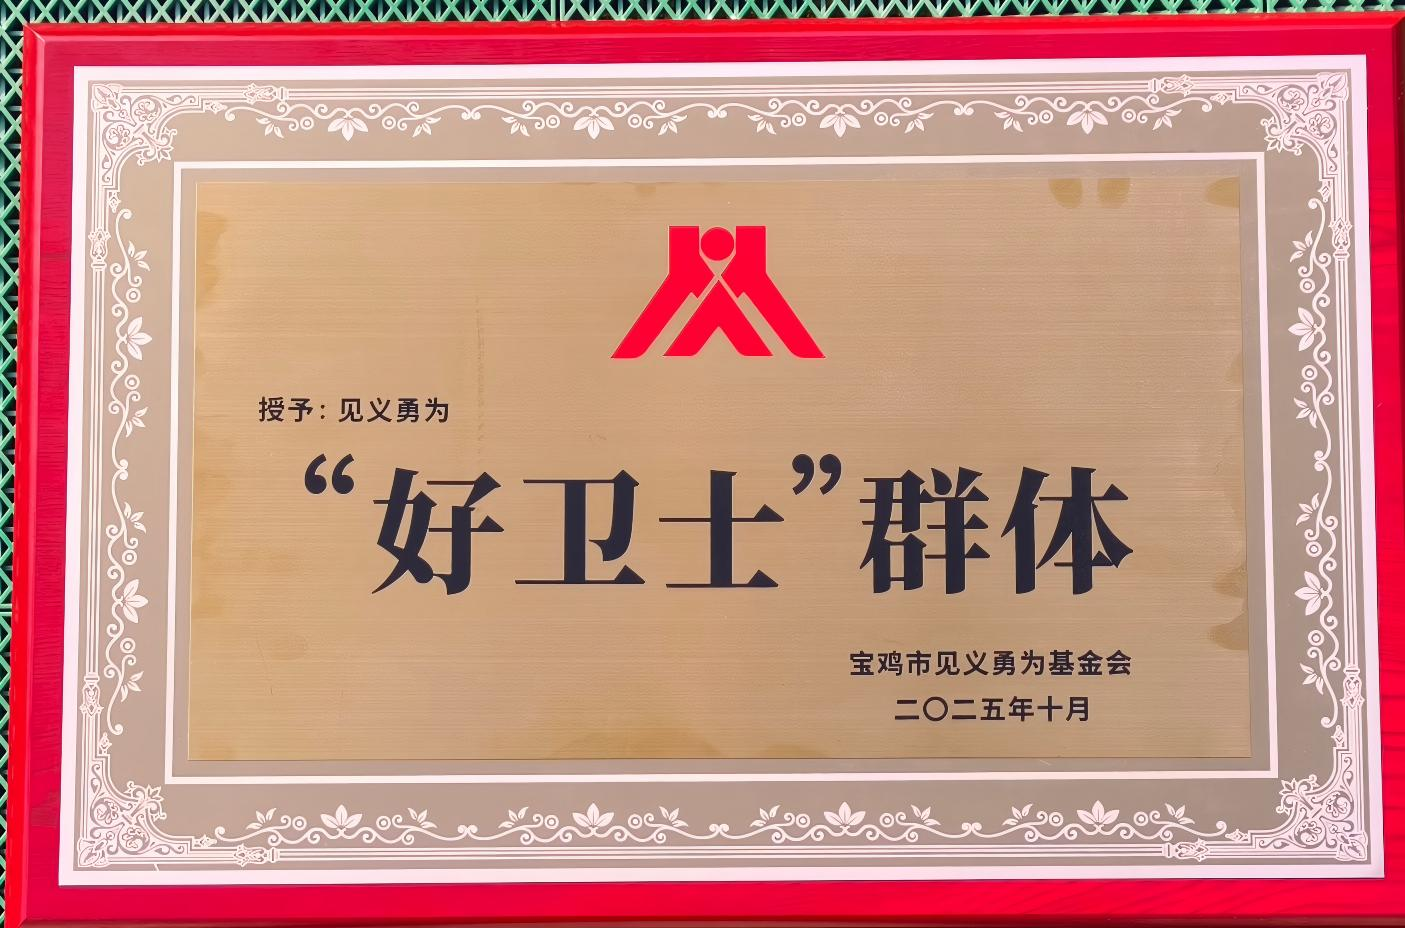 授予：见义勇为
“好卫士”群体
宝鸡市见义勇为基金会
二〇二五年十月